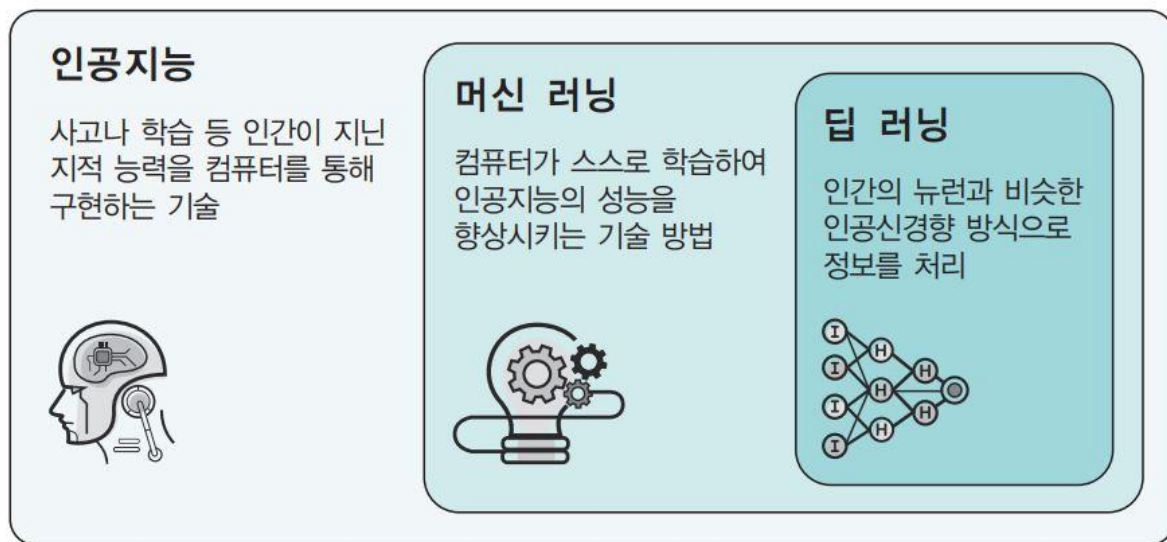 인공지능
사고나 학습 등 인간이 지닌
지적 능력을 컴퓨터를 통해
구현하는 기술
머신 러닝
컴퓨터가 스스로 학습하여
인공지능의 성능을
향상시키는 기술 방법
딥 러닝
인간의 뉴런과 비슷한
인공신경향 방식으로
정보를 처리
I
H
I
H
H
I
H
H
I